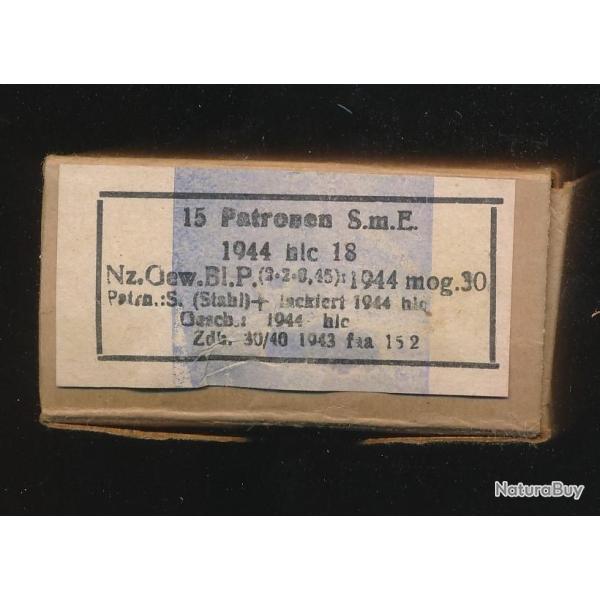 15 Patronen S.m.E.
1944 hlc 18
Nz.Gew.Bl.P.(2·2·0,45):1944 mog.30
Patrn.:S. (Stahl)+ lackiert 1944 hlc
Gesch.: 1944 hlc
Zdh. 30/40 1943 faa 152
NaturaBuy